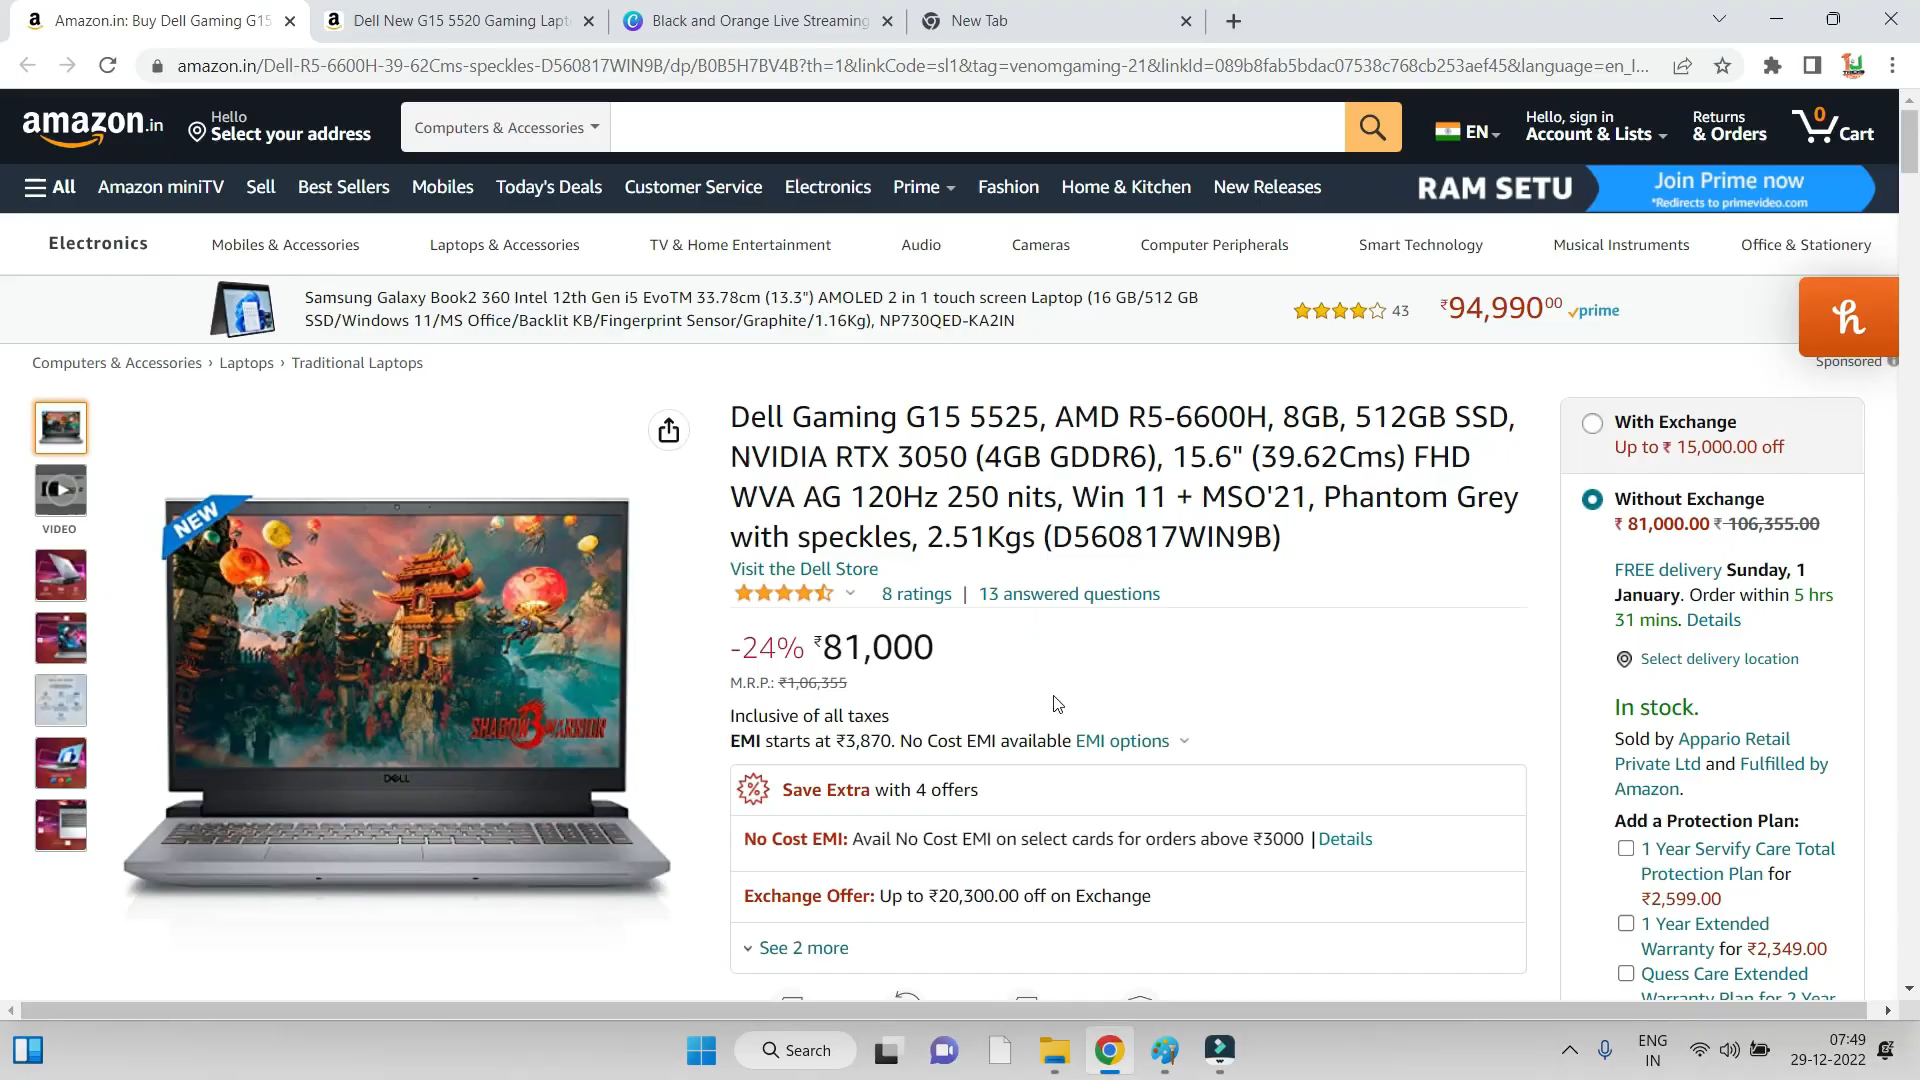 Amazon.in: Buy Dell Gaming G15
Dell New G15 5520 Gaming Lapt
Black and Orange Live Streaming
New Tab
amazon.in/Dell-R5-6600H-39-62Cms-speckles-D560817WIN9B/dp/B0B5H7BV4B?th=1&linkCode=sl1&tag=venomgaming-21&linkId=089b8fab5bdac07538c768cb253aef45&language=en_I...
amazon.in
Hello
Select your address
Computers & Accessories
EN
Hello, sign in
Account & Lists
Returns
& Orders
0
Cart
All
Amazon miniTV
Sell
Best Sellers
Mobiles
Today's Deals
Customer Service
Electronics
Prime
Fashion
Home & Kitchen
New Releases
RAM SETU
Join Prime now
*Redirects to primevideo.com
Electronics
Mobiles & Accessories
Laptops & Accessories
TV & Home Entertainment
Audio
Cameras
Computer Peripherals
Smart Technology
Musical Instruments
Office & Stationery
Samsung Galaxy Book2 360 Intel 12th Gen i5 EvoTM 33.78cm (13.3") AMOLED 2 in 1 touch screen Laptop (16 GB/512 GB
SSD/Windows 11/MS Office/Backlit KB/Fingerprint Sensor/Graphite/1.16Kg), NP730QED-KA2IN
43
₹94,99000
prime
h
Sponsored
Computers & Accessories › Laptops › Traditional Laptops
VIDEO
NEW
SHADOW WARRIOR 3
DELL
Dell Gaming G15 5525, AMD R5-6600H, 8GB, 512GB SSD,
NVIDIA RTX 3050 (4GB GDDR6), 15.6" (39.62Cms) FHD
WVA AG 120Hz 250 nits, Win 11 + MSO'21, Phantom Grey
with speckles, 2.51Kgs (D560817WIN9B)
Visit the Dell Store
8 ratings | 13 answered questions
-24% ₹81,000
M.R.P.: ₹1,06,355
Inclusive of all taxes
EMI starts at ₹3,870. No Cost EMI available EMI options
Save Extra with 4 offers
No Cost EMI: Avail No Cost EMI on select cards for orders above ₹3000 |Details
Exchange Offer: Up to ₹20,300.00 off on Exchange
See 2 more
With Exchange
Up to ₹ 15,000.00 off
Without Exchange
₹ 81,000.00 ₹ 106,355.00
FREE delivery Sunday, 1
January. Order within 5 hrs
31 mins. Details
Select delivery location
In stock.
Sold by Appario Retail
Private Ltd and Fulfilled by
Amazon.
Add a Protection Plan:
1 Year Servify Care Total
Protection Plan for
₹2,599.00
1 Year Extended
Warranty for ₹2,349.00
Quess Care Extended
Warranty Plan for 2 Year
Search
ENG
IN
07:49
29-12-2022